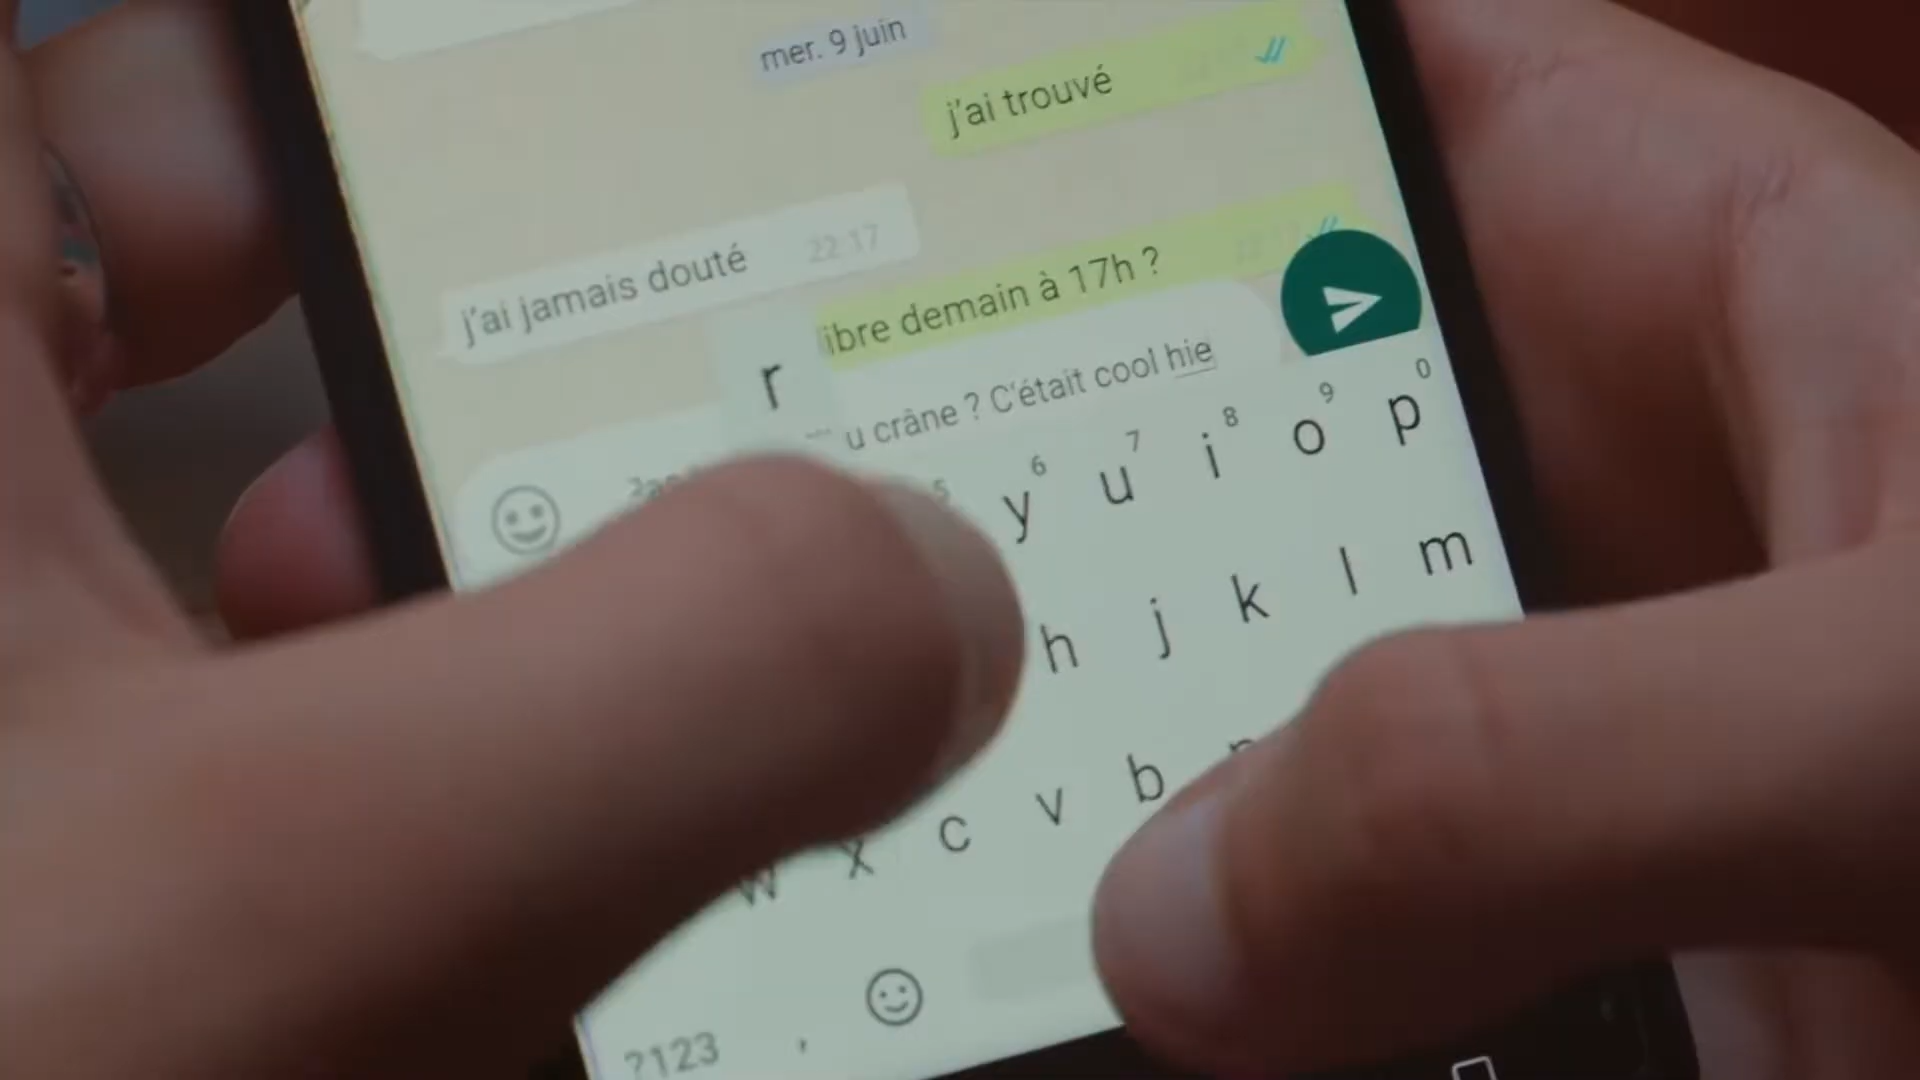 mer. 9 juin
j'ai trouvé
j'ai jamais douté 22:17
ibre demain à 17h ?
u crâne ? C'était cool hie
r
5 6 7 8 9 0
y u i o p
h j k l m
w x c v b
?123 ,